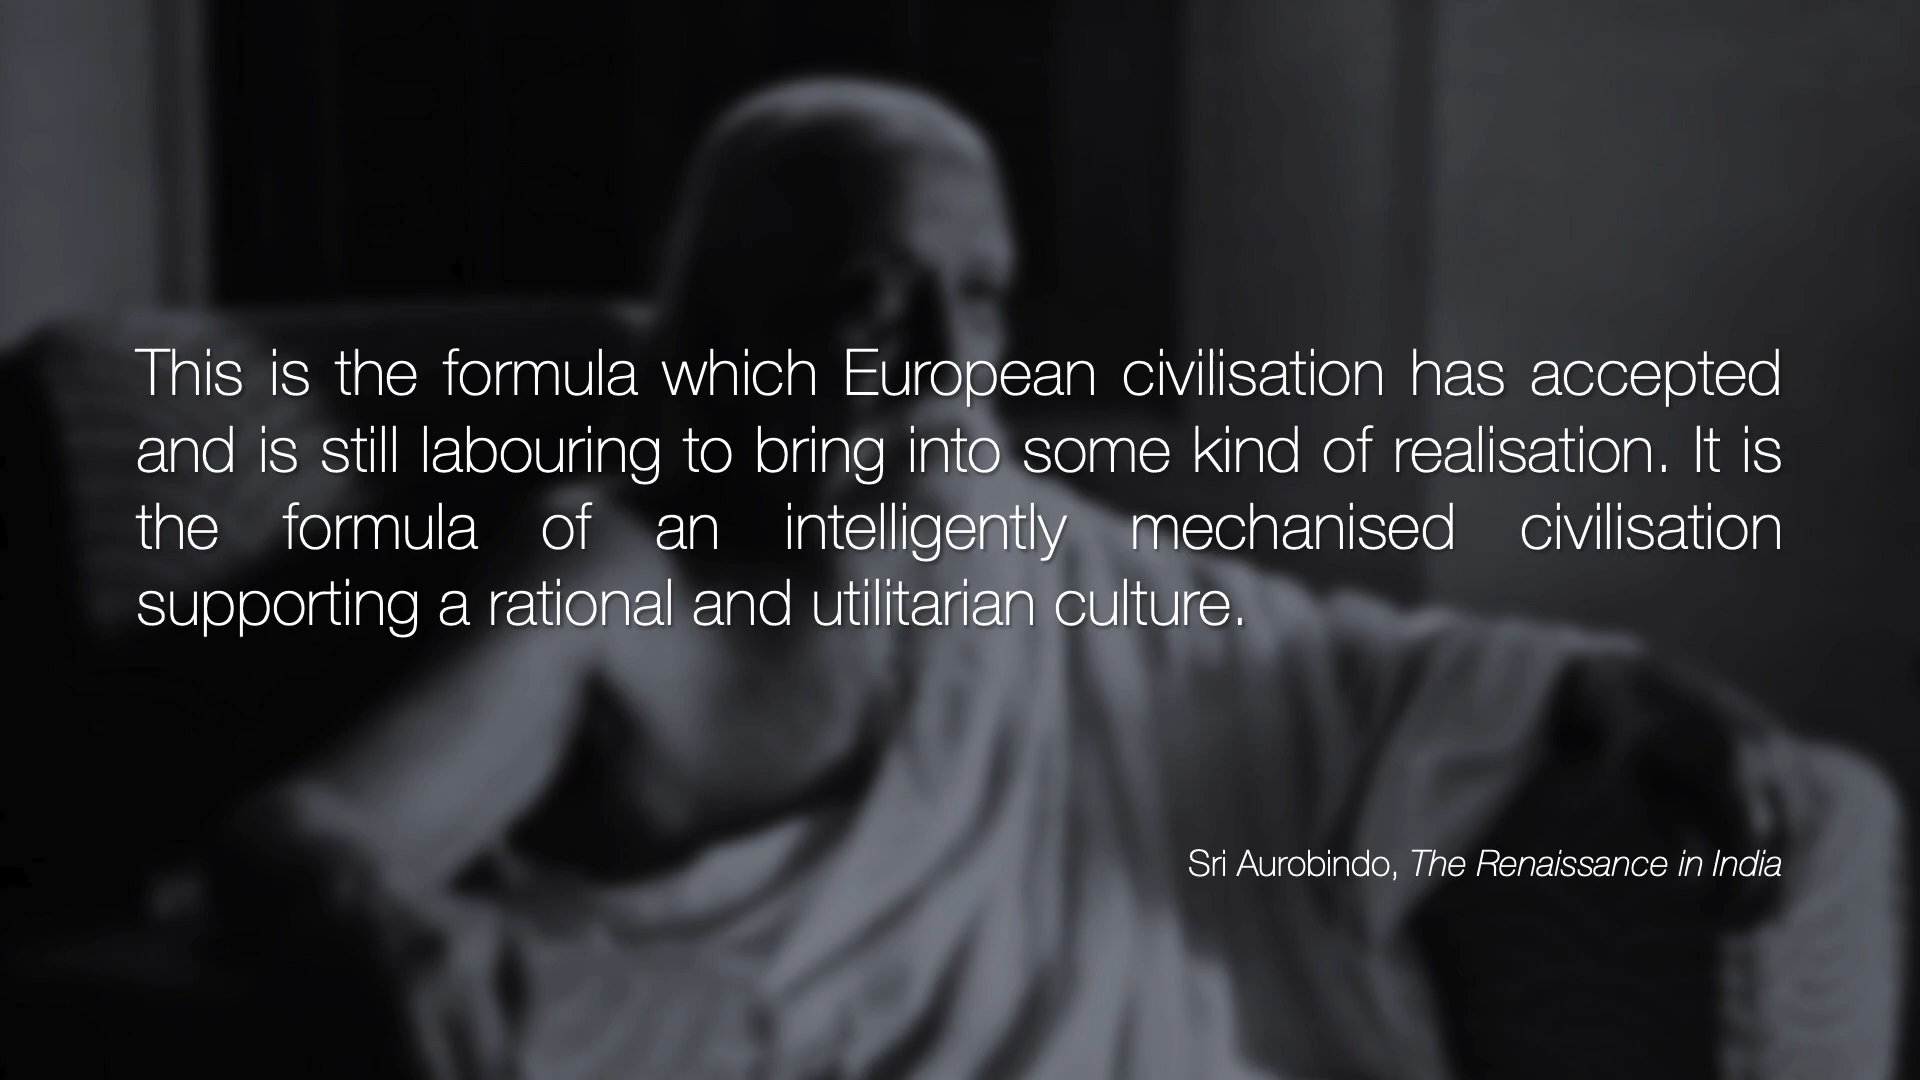 This is the formula which European civilisation has accepted
and is still labouring to bring into some kind of realisation. It is
the formula of an intelligently mechanised civilisation
supporting a rational and utilitarian culture.
Sri Aurobindo, The Renaissance in India